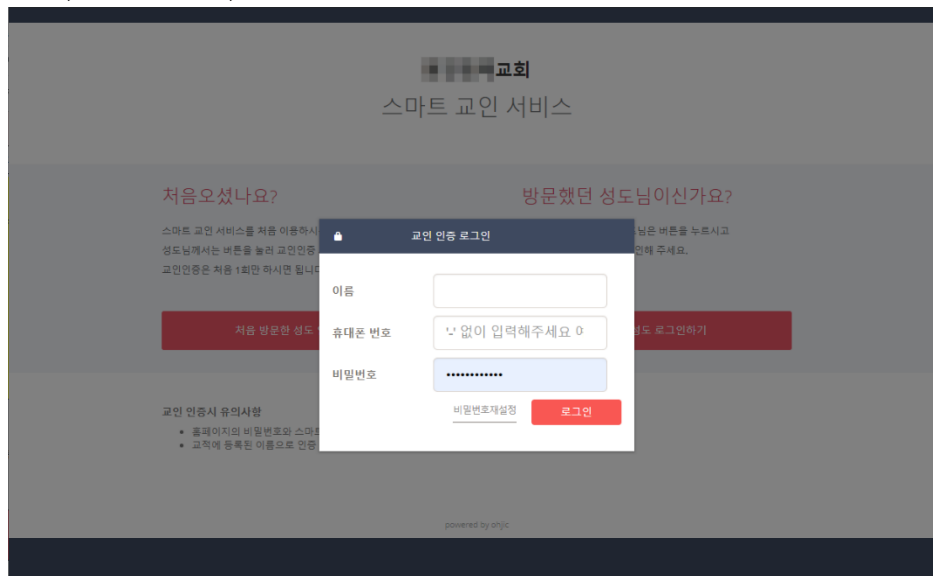 교회
스마트 교인 서비스
처음오셨나요?
방문했던 성도님이신가요?
스마트 교인 서비스를 처음 이용하시
성도님께서는 버튼을 눌러 교인인증
교인인증은 처음 1회만 하시면 됩니다
님은 버튼을 누르시고
인해 주세요.
처음 방문한 성도
성도 로그인하기
교인 인증 로그인
이름
휴대폰 번호
'-' 없이 입력해주세요
비밀번호
비밀번호재설정
로그인
교인 인증시 유의사항
홈페이지의 비밀번호와 스마트
교적에 등록된 이름으로 인증
powered by onjic